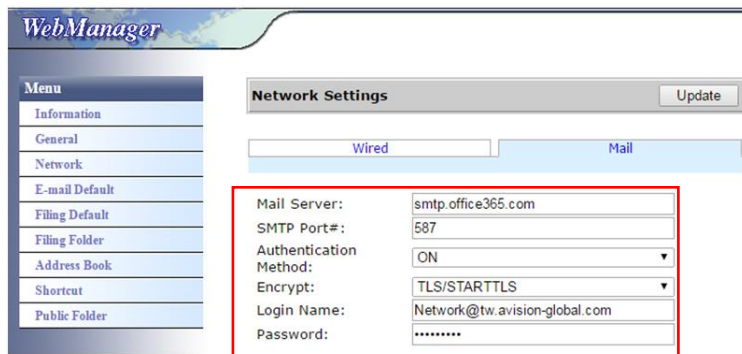 WebManager
Menu
Information
General
Network
E-mail Default
Filing Default
Filing Folder
Address Book
Shortcut
Public Folder
Network Settings
Update
Wired
Mail
Mail Server: smtp.office365.com
SMTP Port#: 587
Authentication
Method: ON
Encrypt: TLS/STARTTLS
Login Name: Network@tw.avision-global.com
Password: •••••••••